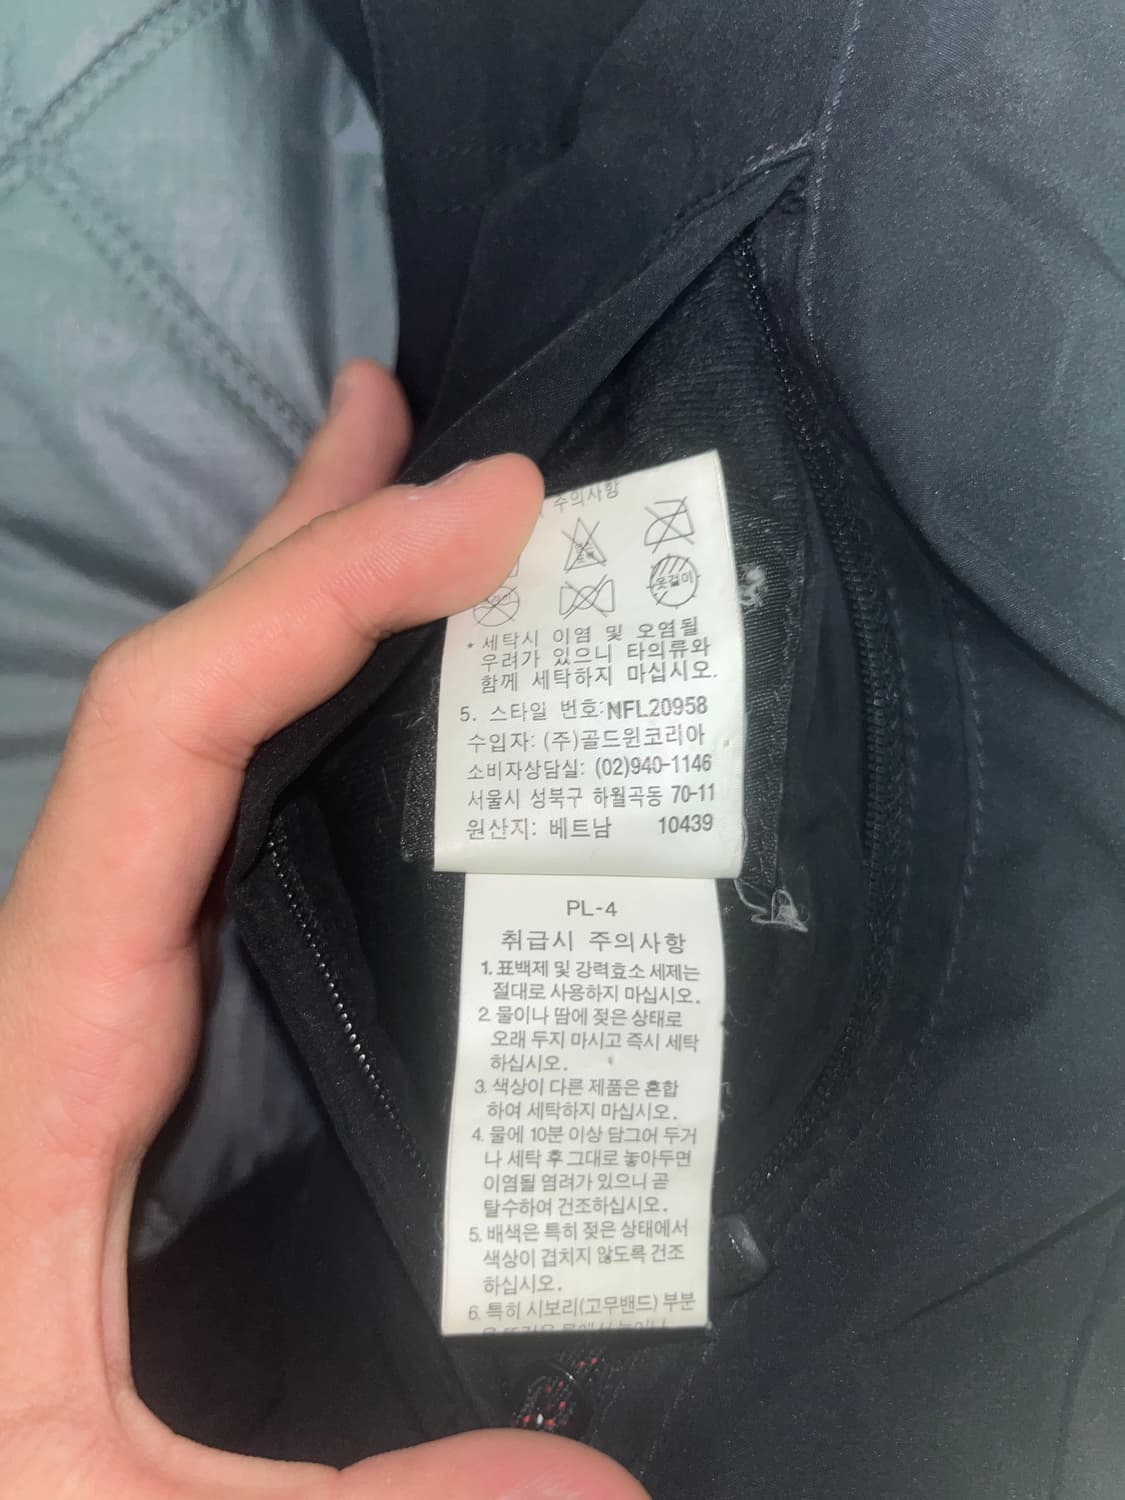 주의사항
옷걸이
* 세탁시 이염 및 오염될
우려가 있으니 타의류와
함께 세탁하지 마십시오.
5. 스타일 번호:NFL20958
수입자: (주)골드윈코리아
소비자상담실: (02)940-1146
서울시 성북구 하월곡동 70-11
원산지: 베트남 10439
PL-4
취급시 주의사항
1. 표백제 및 강력효소 세제는
절대로 사용하지 마십시오.
2. 물이나 땀에 젖은 상태로
오래 두지 마시고 즉시 세탁
하십시오.
3. 색상이 다른 제품은 혼합
하여 세탁하지 마십시오.
4. 물에 10분 이상 담그어 두거
나 세탁 후 그대로 놓아두면
이염될 염려가 있으니 곧
탈수하여 건조하십시오.
5. 배색은 특히 젖은 상태에서
색상이 겹치지 않도록 건조
하십시오.
6. 특히 시보리(고무밴드) 부분